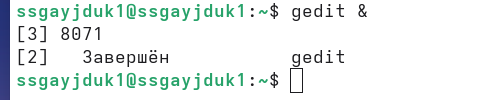 ssgayjduk1@ssgayjduk1:~$ gedit &
[3] 8071
[2]   Завершён          gedit
ssgayjduk1@ssgayjduk1:~$